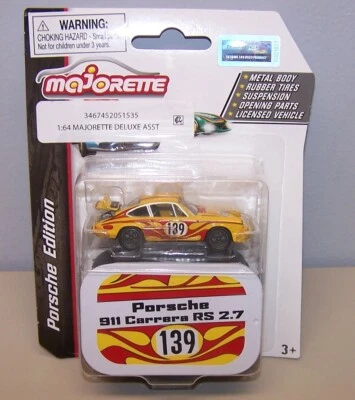 WARNING:
CHOKING HAZARD - Small pa
Not for children under 3 years.
majorette
METAL BODY
RUBBER TIRES
SUSPENSION
OPENING PARTS
LICENSED VEHICLE
3467452051535
1:64 MAJORETTE DELUXE ASST
Porsche Edition
139
Porsche
911 Carrera RS 2.7
139
3+